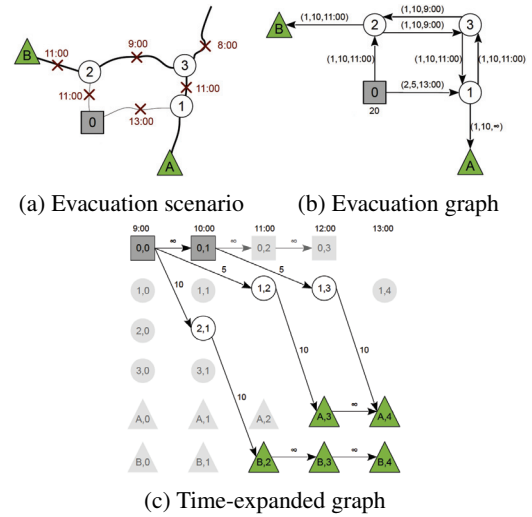 B
11:00
2
9:00
3
8:00
11:00
11:00
0
13:00
1
A
(a) Evacuation scenario
B
(1,10,11:00)
2
(1,10,9:00)
(1,10,9:00)
3
(1,10,11:00)
(1,10,11:00)
(1,10,11:00)
0
20
(2,5,13:00)
1
(1,10,∞)
A
(b) Evacuation graph
9:00 10:00 11:00 12:00 13:00
0,0 ∞ 0,1 ∞ 0,2 ∞ 0,3
5 5
1,0 10 1,1 1,2 1,3 1,4
2,0 2,1
10 10
3,0 3,1
10
A,0 A,1 A,2 A,3 ∞ A,4
B,0 B,1 B,2 ∞ B,3 ∞ B,4
(c) Time-expanded graph